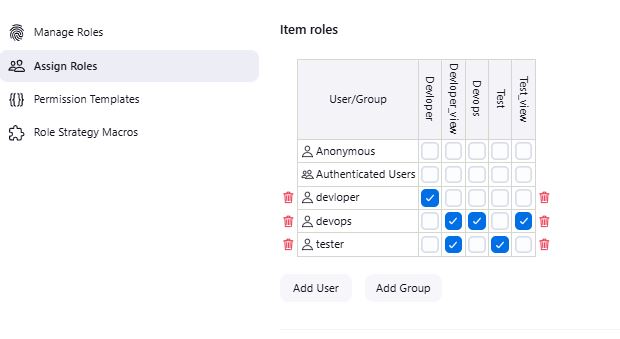 Manage Roles
Assign Roles
Permission Templates
Role Strategy Macros
Item roles
User/Group
Devloper
Devloper_view
Devops
Test
Test_view
Anonymous
Authenticated Users
devloper
devops
tester
Add User
Add Group